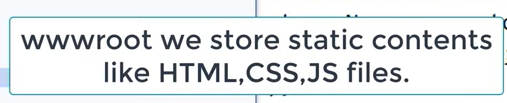 wwwroot we store static contents
like HTML,CSS,JS files.